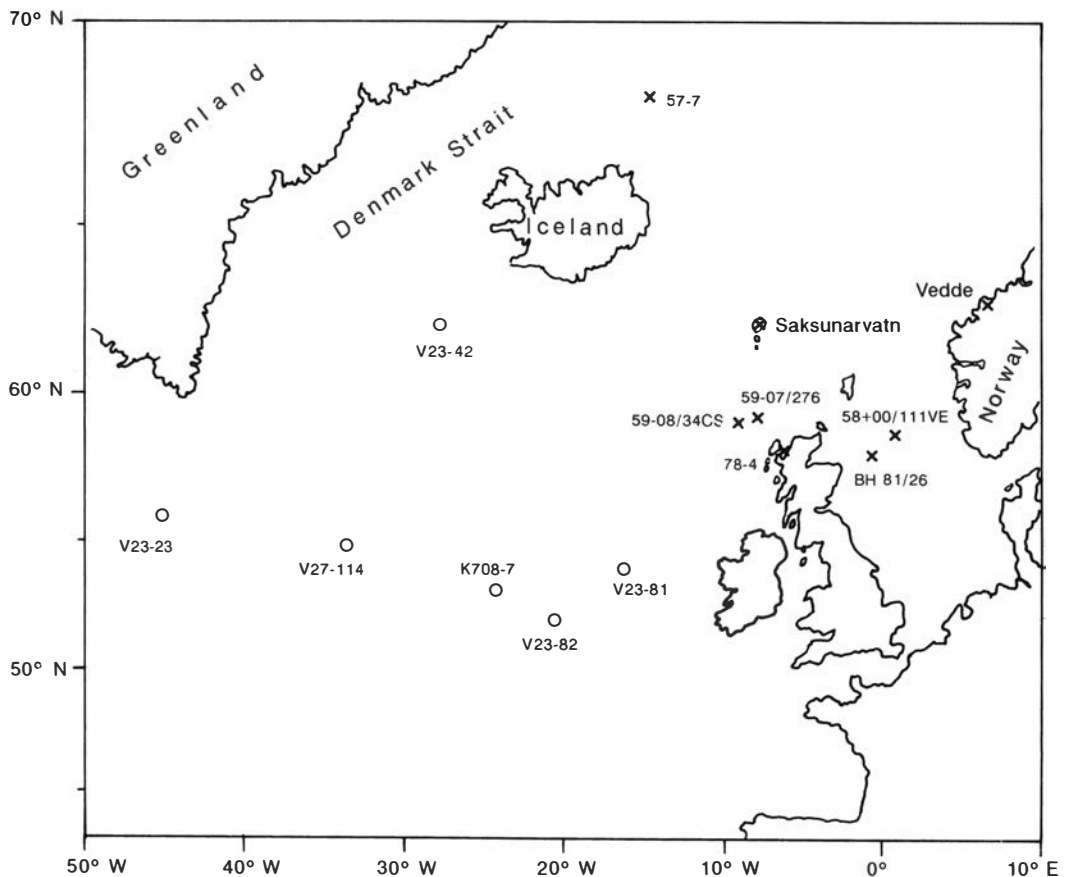 70° N
57-7
Greenland
Denmark Strait
Iceland
Vedde
Saksunarvatn
V23-42
Norway
60° N
59-07/276
59-08/34CS
58+00/111VE
78-4
BH 81/26
V23-23
V27-114
K708-7
V23-81
V23-82
50° N
50° W
40° W
30° W
20° W
10° W
0°
10° E